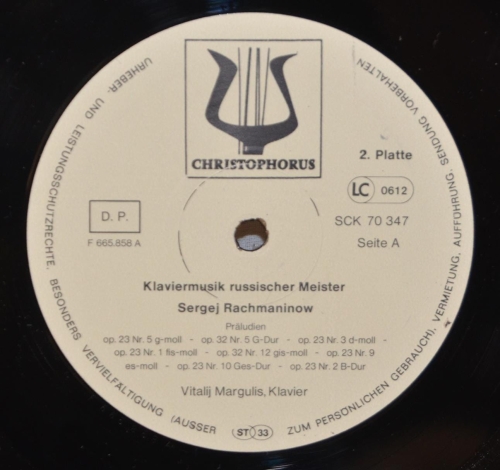 URHEBER- UND LEISTUNGSSCHUTZRECHTE. BESONDERS VERVIELFÄLTIGUNG (AUSSER ZUM PERSÖNLICHEN GEBRAUCH), VERMIETUNG, AUFFÜHRUNG, SENDUNG VORBEHALTEN
CHRISTOPHORUS
2. Platte
LC 0612
D. P.
SCK 70 347
F 665.858 A
Seite A
Klaviermusik russischer Meister
Sergej Rachmaninow
Präludien
op. 23 Nr. 5 g-moll - op. 32 Nr. 5 G-Dur - op. 23 Nr. 3 d-moll -
op. 23 Nr. 1 fis-moll - op. 32 Nr. 12 gis-moll - op. 23 Nr. 9
es-moll - op. 23 Nr. 10 Ges-Dur - op. 23 Nr. 2 B-Dur
Vitalij Margulis, Klavier
ST 33